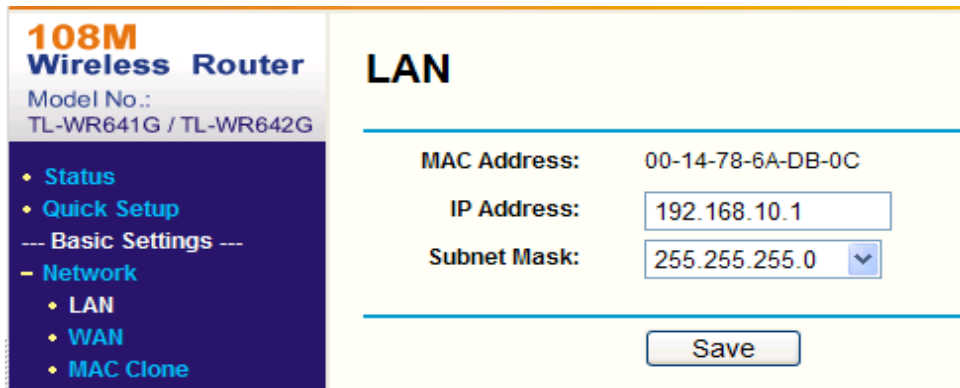 108M
Wireless Router
Model No.:
TL-WR641G / TL-WR642G
• Status
• Quick Setup
--- Basic Settings ---
– Network
• LAN
• WAN
• MAC Clone
LAN
MAC Address: 00-14-78-6A-DB-0C
IP Address: 192.168.10.1
Subnet Mask: 255.255.255.0
Save